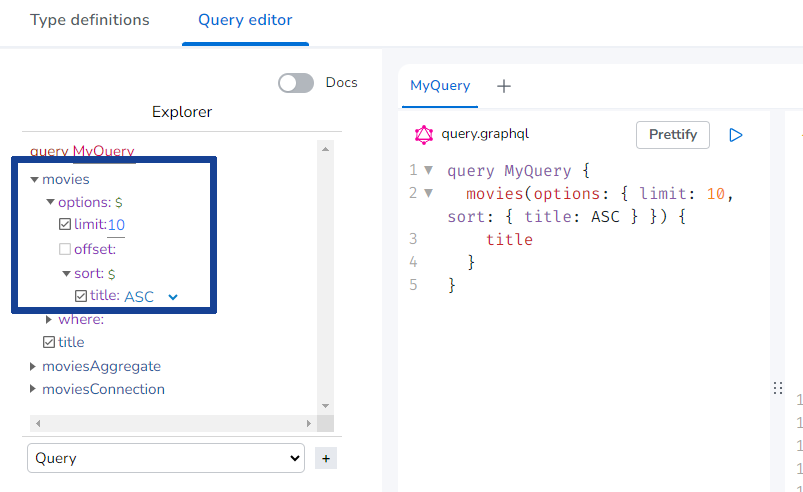 Type definitions
Query editor
Docs
Explorer
query MyQuery
movies
options: $
limit: 10
offset:
sort: $
title: ASC
where:
title
moviesAggregate
moviesConnection
Query
+
MyQuery
+
query.graphql
Prettify
1 query MyQuery {
2 movies(options: { limit: 10,
sort: { title: ASC } }) {
3 title
4 }
5 }
1
1
1
1
1